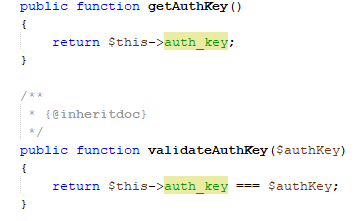 public function getAuthKey()
{
    return $this->auth_key;
}

/**
 * {@inheritdoc}
 */
public function validateAuthKey($authKey)
{
    return $this->auth_key === $authKey;
}